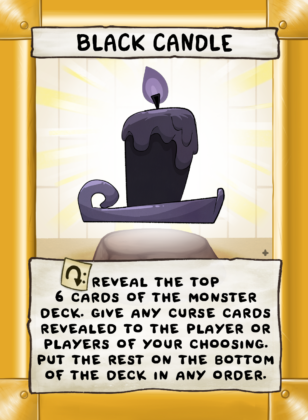 BLACK CANDLE
: REVEAL THE TOP
6 CARDS OF THE MONSTER
DECK. GIVE ANY CURSE CARDS
REVEALED TO THE PLAYER OR
PLAYERS OF YOUR CHOOSING.
PUT THE REST ON THE BOTTOM
OF THE DECK IN ANY ORDER.